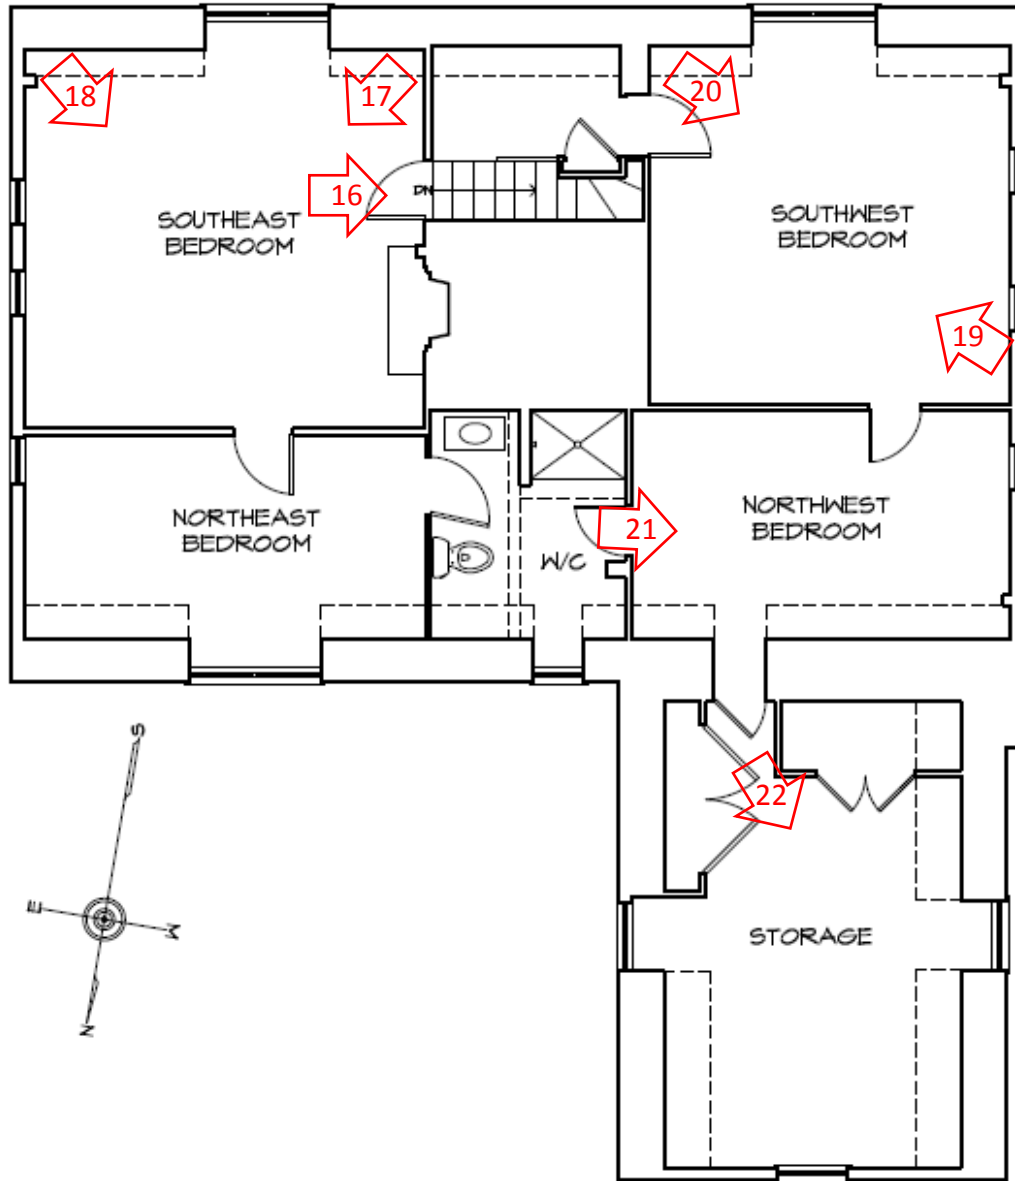 18
17
20
16
DN
SOUTHEAST
BEDROOM
SOUTHWEST
BEDROOM
19
NORTHEAST
BEDROOM
W/C
21
NORTHWEST
BEDROOM
S
22
E
W
N
STORAGE